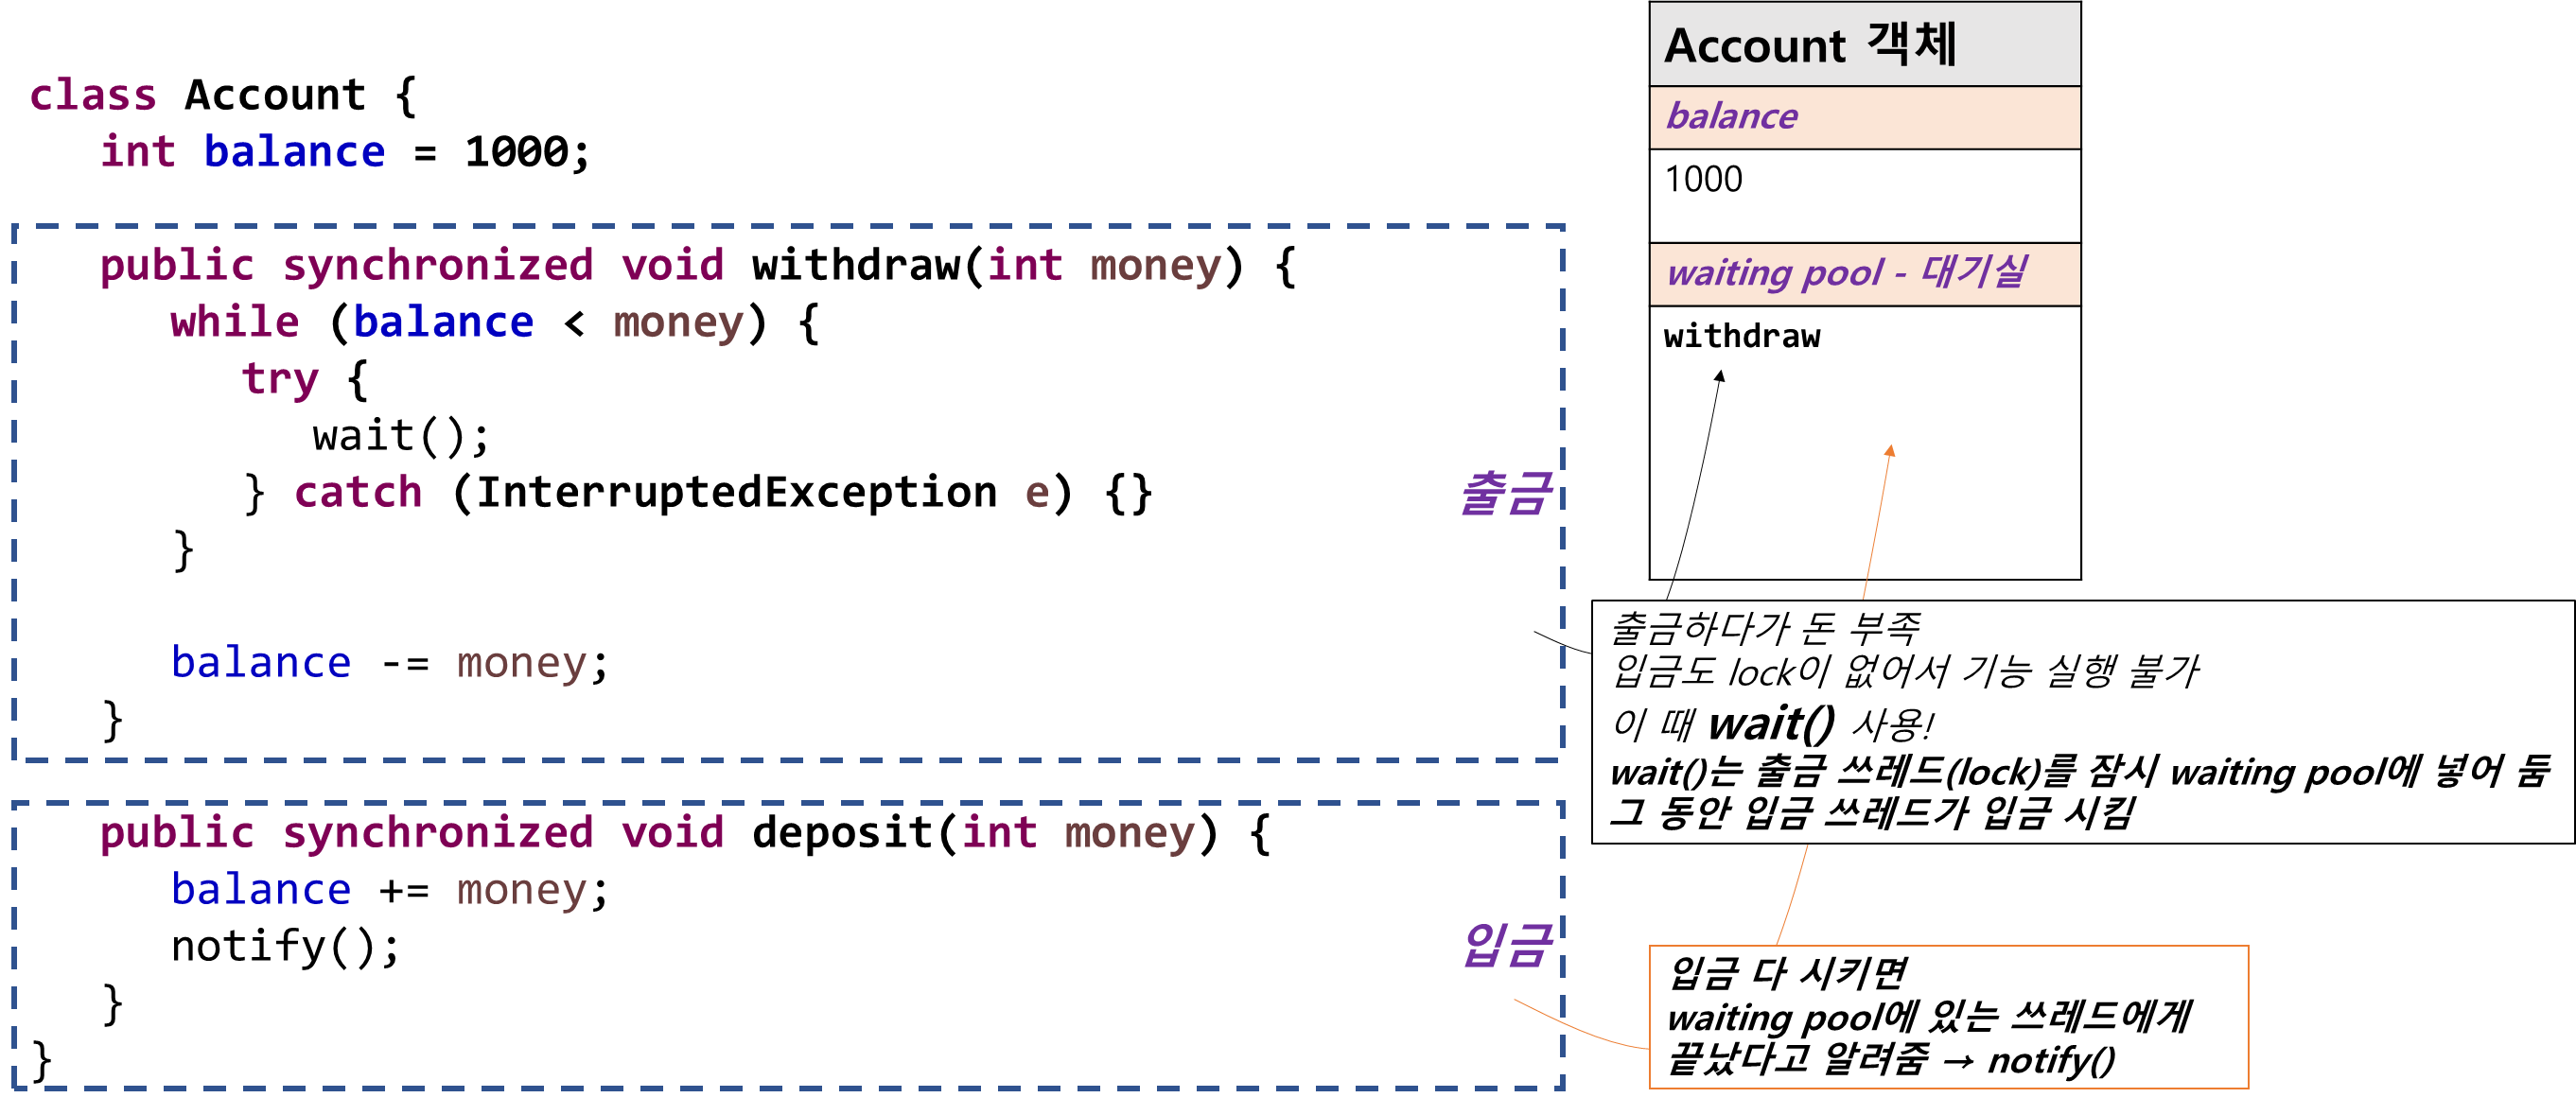 class Account {
int balance = 1000;
public synchronized void withdraw(int money) {
while (balance < money) {
try {
wait();
} catch (InterruptedException e) {}
}
balance -= money;
}
출금
public synchronized void deposit(int money) {
balance += money;
notify();
}
}
입금
Account 객체
balance
1000
waiting pool - 대기실
withdraw
출금하다가 돈 부족
입금도 lock이 없어서 기능 실행 불가
이 때 wait() 사용!
wait()는 출금 쓰레드(lock)를 잠시 waiting pool에 넣어 둠
그 동안 입금 쓰레드가 입금 시킴
입금 다 시키면
waiting pool에 있는 쓰레드에게
끝났다고 알려줌 → notify()